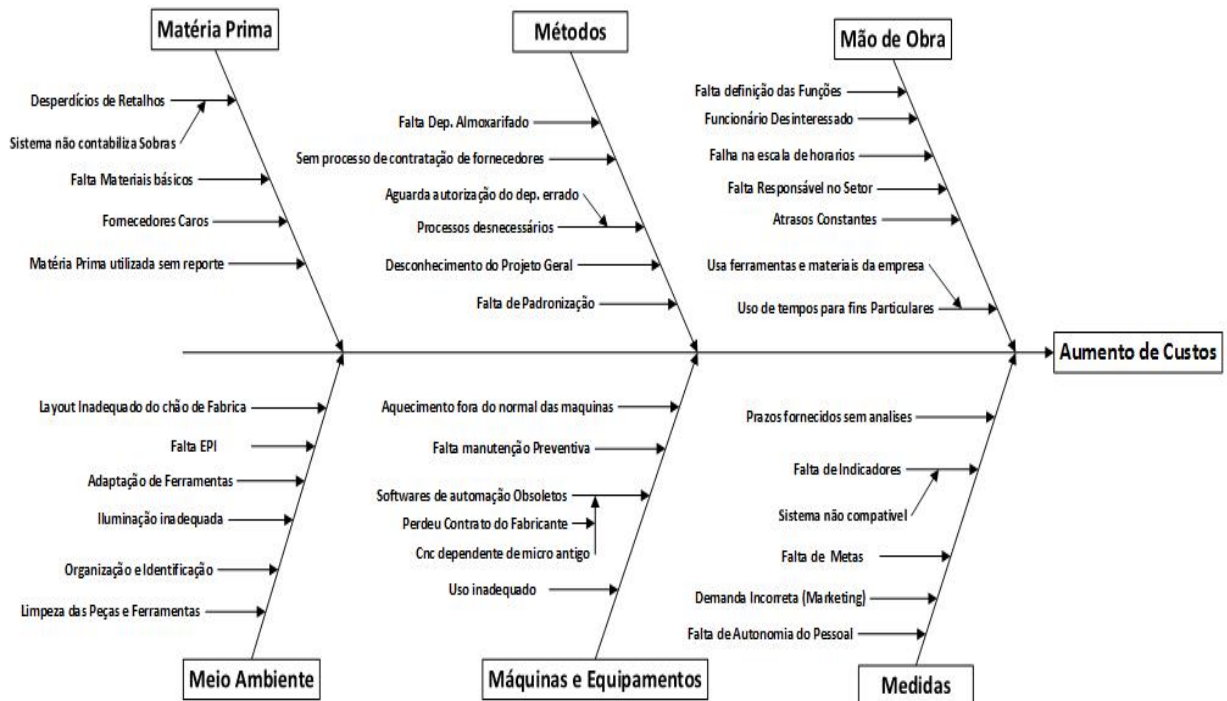 Matéria Prima
Desperdícios de Retalhos
Sistema não contabiliza Sobras
Falta Materiais básicos
Fornecedores Caros
Matéria Prima utilizada sem reporte
Métodos
Falta Dep. Almoxarifado
Sem processo de contratação de fornecedores
Aguarda autorização do dep. errado
Processos desnecessários
Desconhecimento do Projeto Geral
Falta de Padronização
Mão de Obra
Falta definição das Funções
Funcionário Desinteressado
Falha na escala de horarios
Falta Responsável no Setor
Atrasos Constantes
Usa ferramentas e materiais da empresa
Uso de tempos para fins Particulares
Aumento de Custos
Layout Inadequado do chão de Fabrica
Falta EPI
Adaptação de Ferramentas
Iluminação inadequada
Organização e Identificação
Limpeza das Peças e Ferramentas
Meio Ambiente
Aquecimento fora do normal das maquinas
Falta manutenção Preventiva
Softwares de automação Obsoletos
Perdeu Contrato do Fabricante
Cnc dependente de micro antigo
Uso inadequado
Máquinas e Equipamentos
Prazos fornecidos sem analises
Falta de Indicadores
Sistema não compativel
Falta de Metas
Demanda Incorreta (Marketing)
Falta de Autonomia do Pessoal
Medidas